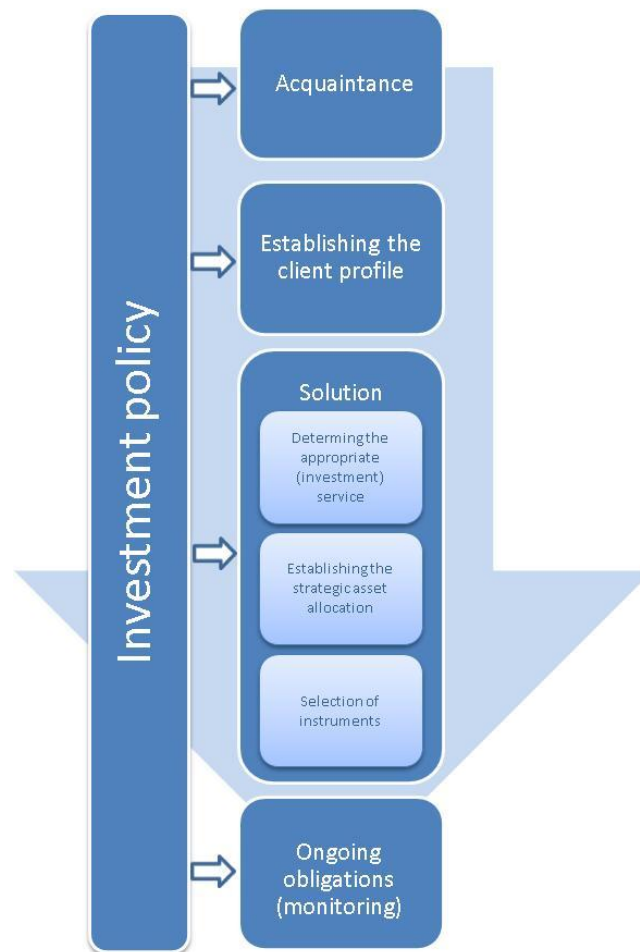 Investment policy
Acquaintance
Establishing the
client profile
Solution
Determining the
appropriate
(investment)
service
Establishing the
strategic asset
allocation
Selection of
instruments
Ongoing
obligations
(monitoring)